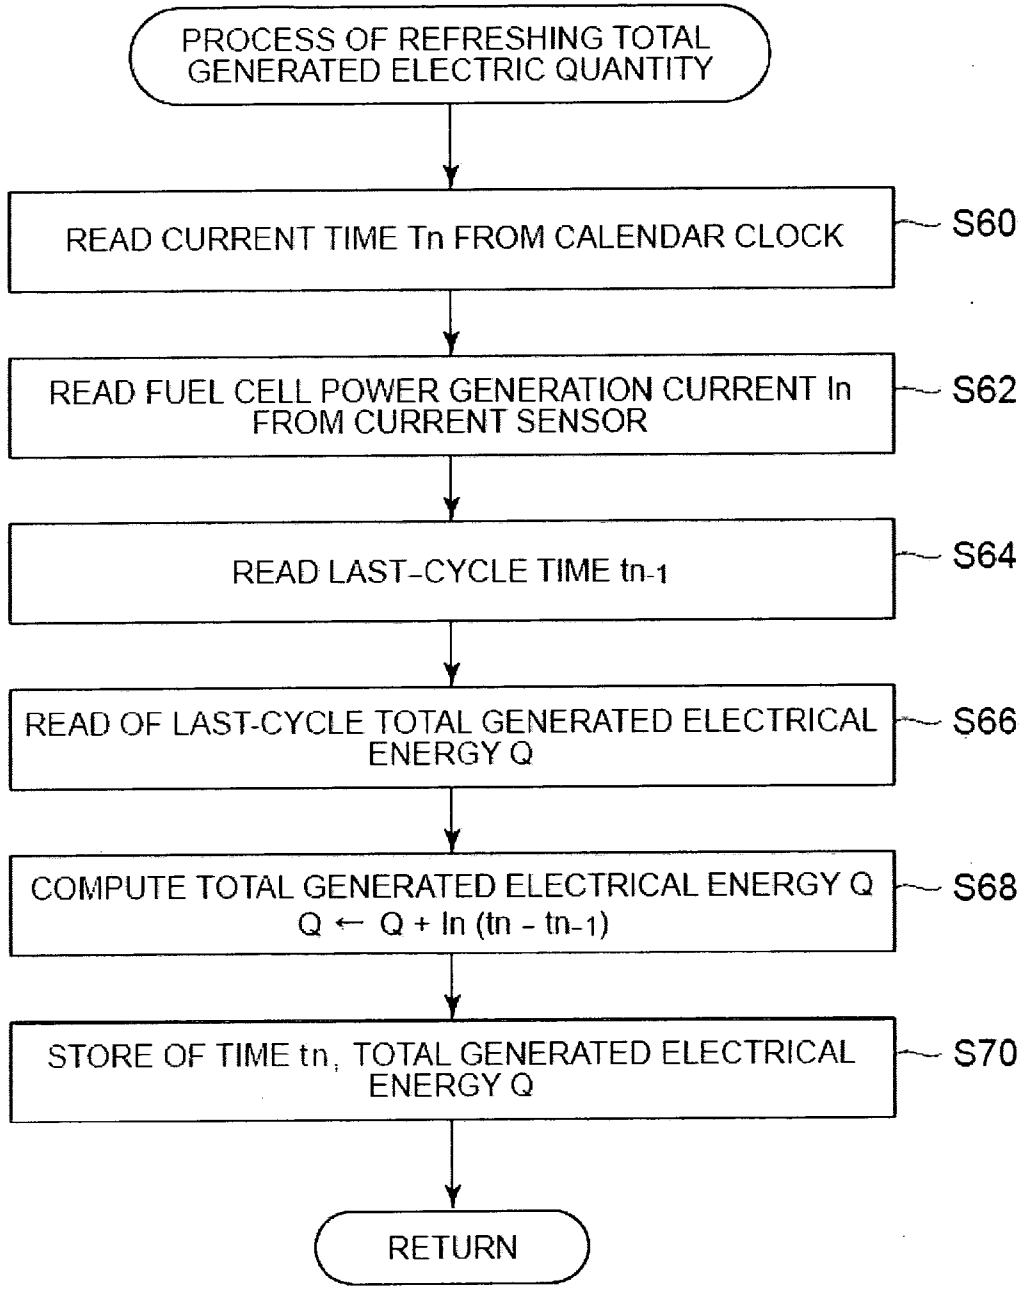 PROCESS OF REFRESHING TOTAL
GENERATED ELECTRIC QUANTITY
READ CURRENT TIME Tn FROM CALENDAR CLOCK
S60
READ FUEL CELL POWER GENERATION CURRENT In
FROM CURRENT SENSOR
S62
READ LAST-CYCLE TIME tn-1
S64
READ OF LAST-CYCLE TOTAL GENERATED ELECTRICAL
ENERGY Q
S66
COMPUTE TOTAL GENERATED ELECTRICAL ENERGY Q
Q ← Q + In (tn - tn-1)
S68
STORE OF TIME tn, TOTAL GENERATED ELECTRICAL
ENERGY Q
S70
RETURN